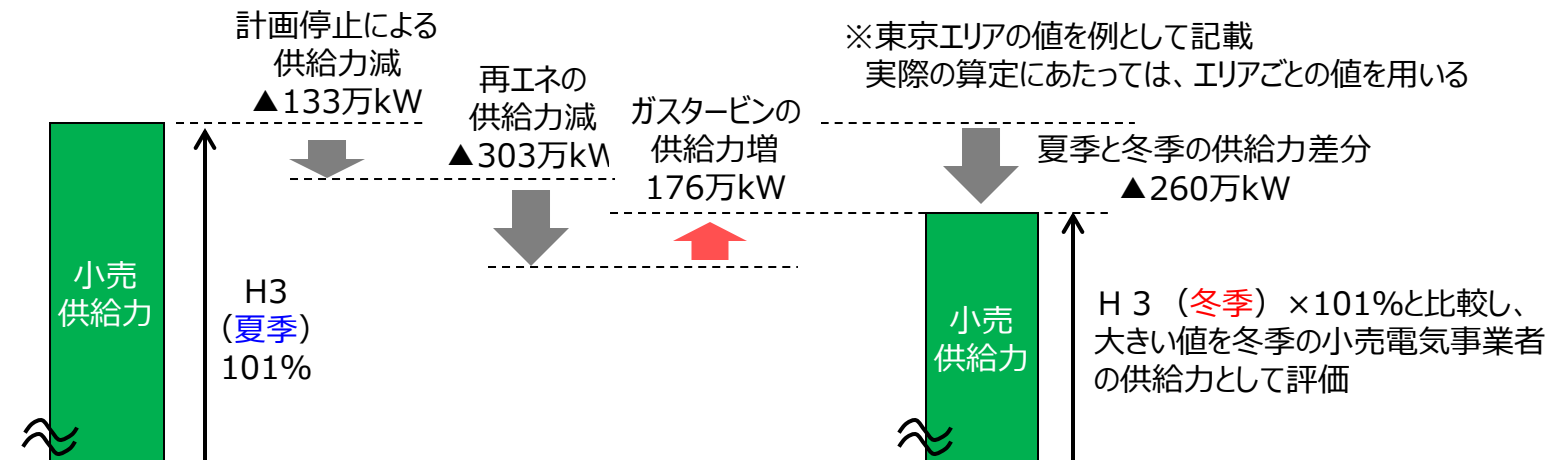 計画停止による
供給力減
▲133万kW
再エネの
供給力減
▲303万kW
ガスタービンの
供給力増
176万kW
※東京エリアの値を例として記載
実際の算定にあたっては、エリアごとの値を用いる
夏季と冬季の供給力差分
▲260万kW
小売
供給力
H3
（夏季）
101%
小売
供給力
H３（冬季）×101%と比較し、
大きい値を冬季の小売電気事業者
の供給力として評価